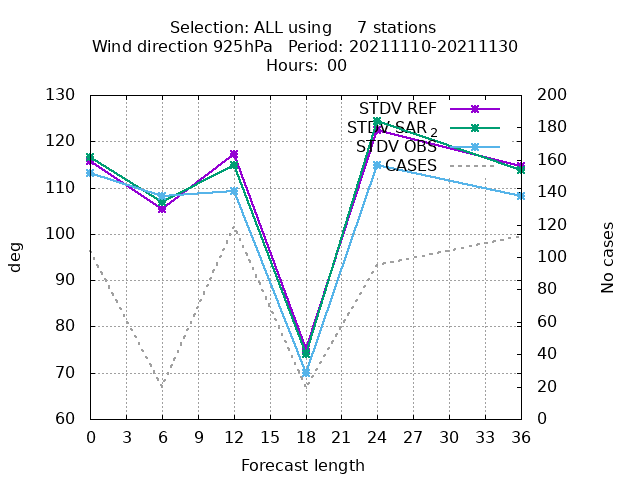 Selection: ALL using 7 stations
Wind direction 925hPa Period: 20211110-20211130
Hours: 00
130 200
STDV REF
120 180
STDV SAR 2
STDV OBS 160
CASES
110 140
100 120
90 100
80 80
70 60
60 40
20
0
deg
No cases
0 3 6 9 12 15 18 21 24 27 30 33 36
Forecast length